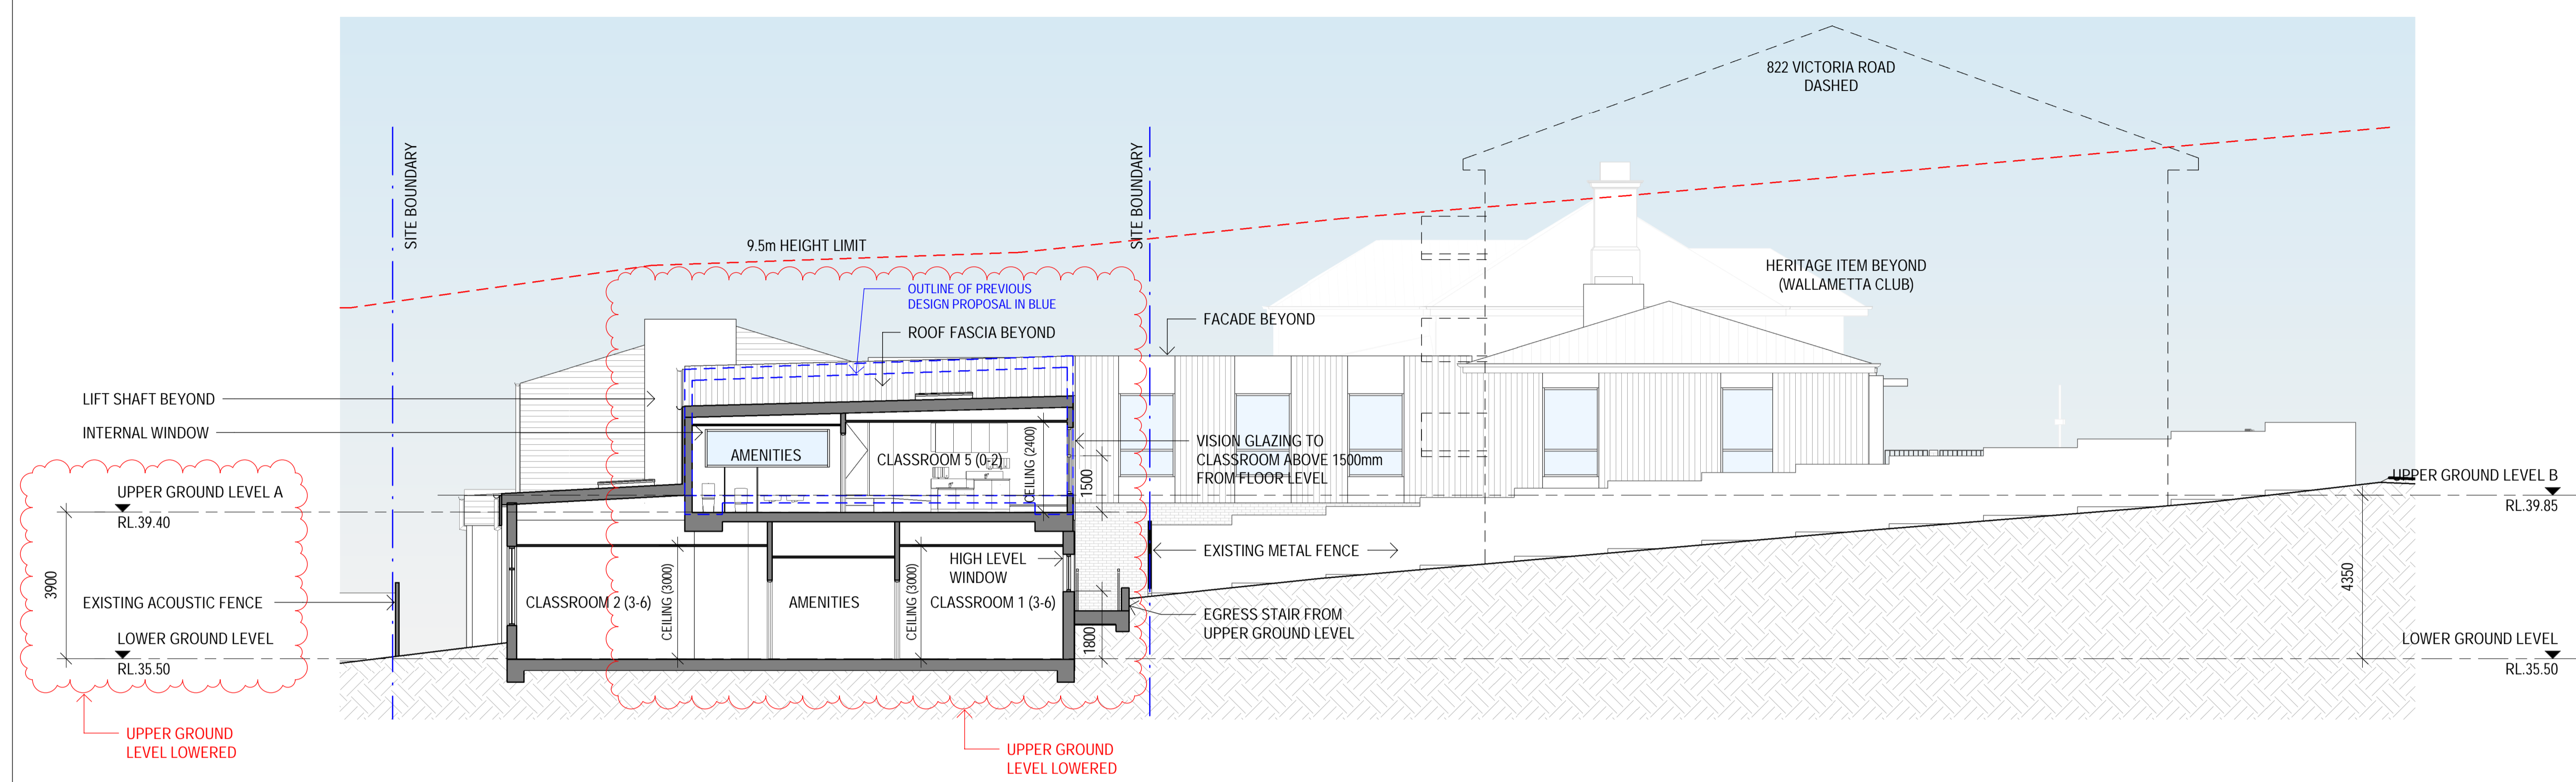 822 VICTORIA ROAD
DASHED
SITE BOUNDARY
SITE BOUNDARY
9.5m HEIGHT LIMIT
HERITAGE ITEM BEYOND
(WALLAMETTA CLUB)
OUTLINE OF PREVIOUS
DESIGN PROPOSAL IN BLUE
ROOF FASCIA BEYOND
FACADE BEYOND
LIFT SHAFT BEYOND
INTERNAL WINDOW
AMENITIES
CLASSROOM 5 (0-2)
CEILING (2400)
1500
VISION GLAZING TO
CLASSROOM ABOVE 1500mm
FROM FLOOR LEVEL
UPPER GROUND LEVEL A
RL.39.40
UPPER GROUND LEVEL B
RL.39.85
3900
EXISTING ACOUSTIC FENCE
LOWER GROUND LEVEL
RL.35.50
CLASSROOM 2 (3-6)
CEILING (3000)
AMENITIES
CEILING (3000)
HIGH LEVEL
WINDOW
CLASSROOM 1 (3-6)
1800
EXISTING METAL FENCE
EGRESS STAIR FROM
UPPER GROUND LEVEL
4350
LOWER GROUND LEVEL
RL.35.50
UPPER GROUND
LEVEL LOWERED
UPPER GROUND
LEVEL LOWERED